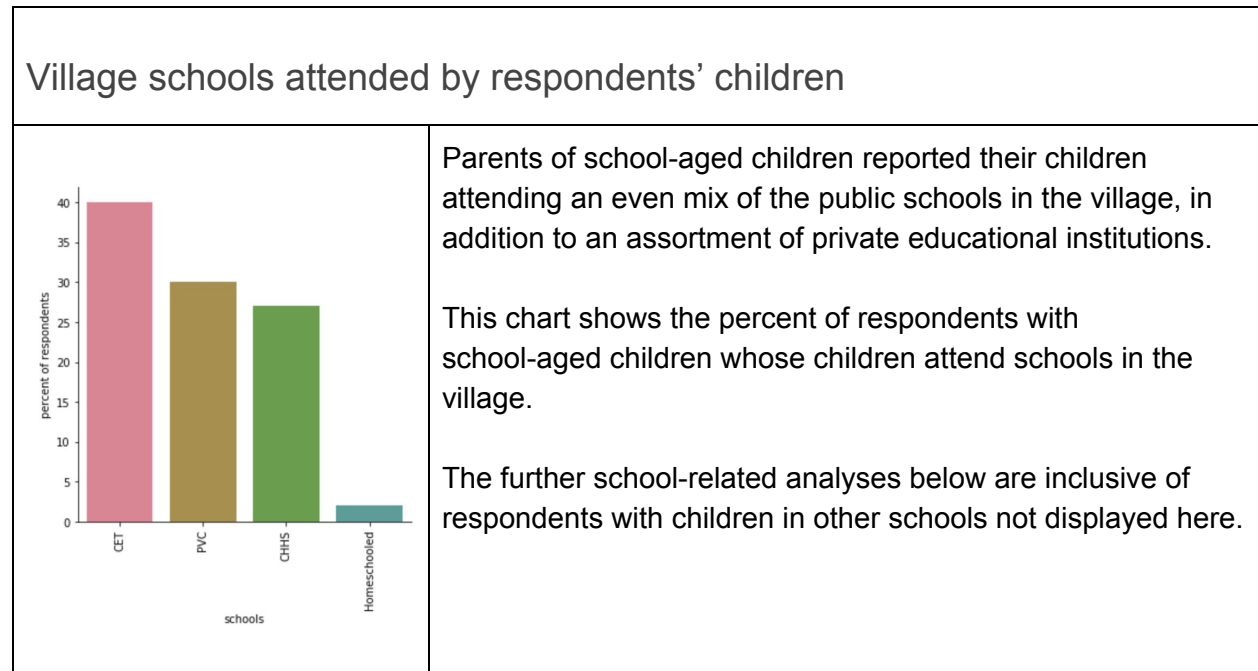 Village schools attended by respondents’ children
40
35
30
25
20
15
10
5
0
percent of respondents
CET
PVC
CHHS
Homeschooled
schools
Parents of school-aged children reported their children
attending an even mix of the public schools in the village, in
addition to an assortment of private educational institutions.
This chart shows the percent of respondents with
school-aged children whose children attend schools in the
village.
The further school-related analyses below are inclusive of
respondents with children in other schools not displayed here.